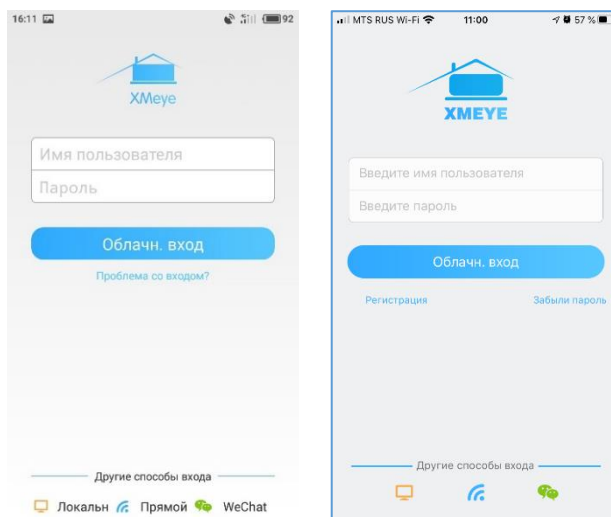 16:11
92
XMeye
Имя пользователя
Пароль
Облачн. вход
Проблема со входом?
Другие способы входа
Локальн
Прямой
WeChat
MTS RUS Wi-Fi
11:00
57 %
XMEYE
Введите имя пользователя
Введите пароль
Облачн. вход
Регистрация
Забыли пароль
Другие способы входа